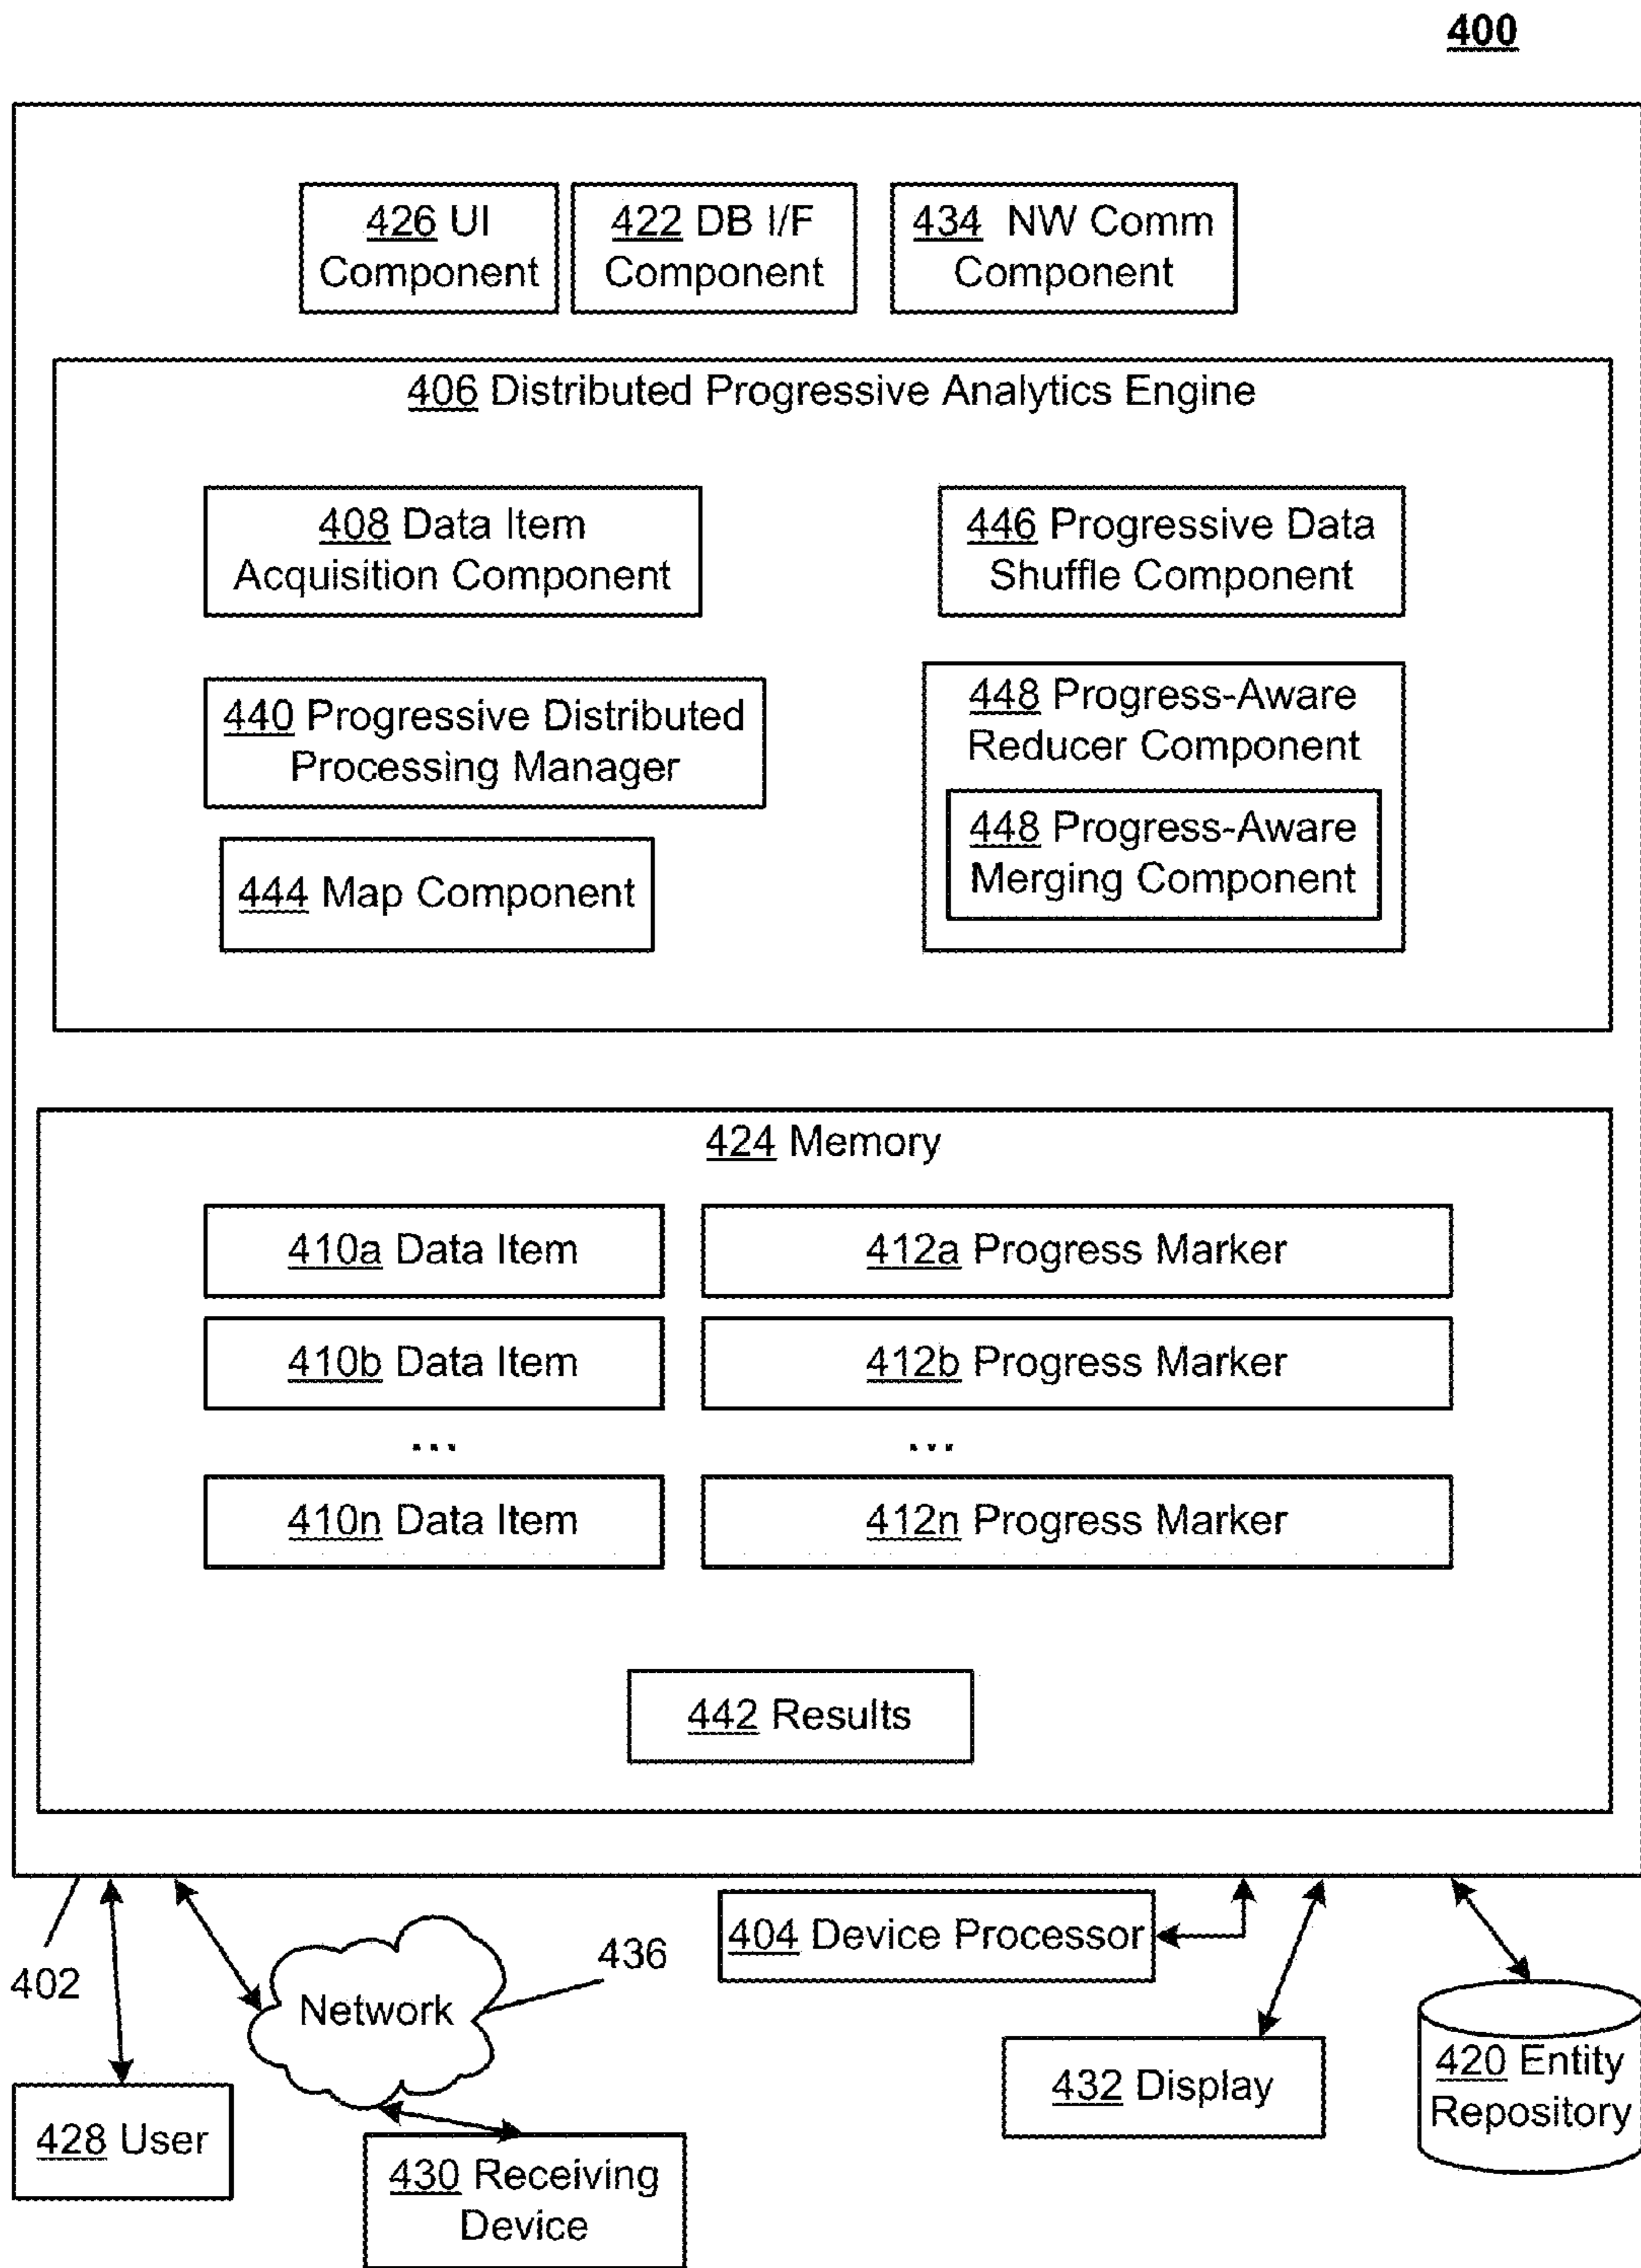 400
426 UI
Component
422 DB I/F
Component
434 NW Comm
Component
406 Distributed Progressive Analytics Engine
408 Data Item
Acquisition Component
446 Progressive Data
Shuffle Component
440 Progressive Distributed
Processing Manager
448 Progress-Aware
Reducer Component
448 Progress-Aware
Merging Component
444 Map Component
424 Memory
410a Data Item
412a Progress Marker
410b Data Item
412b Progress Marker
...
...
410n Data Item
412n Progress Marker
442 Results
402
404 Device Processor
436
Network
428 User
430 Receiving
Device
432 Display
420 Entity
Repository